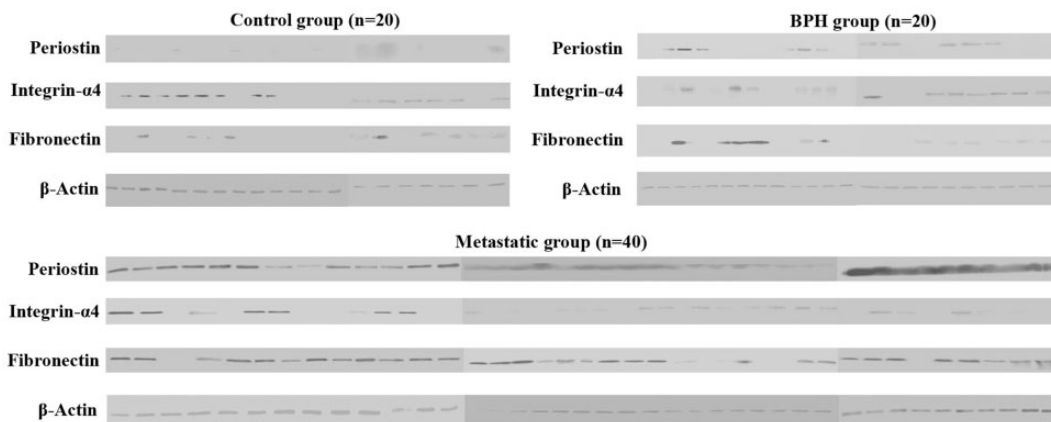 Control group (n=20)
Periostin
Integrin-α4
Fibronectin
β-Actin
BPH group (n=20)
Periostin
Integrin-α4
Fibronectin
β-Actin
Metastatic group (n=40)
Periostin
Integrin-α4
Fibronectin
β-Actin